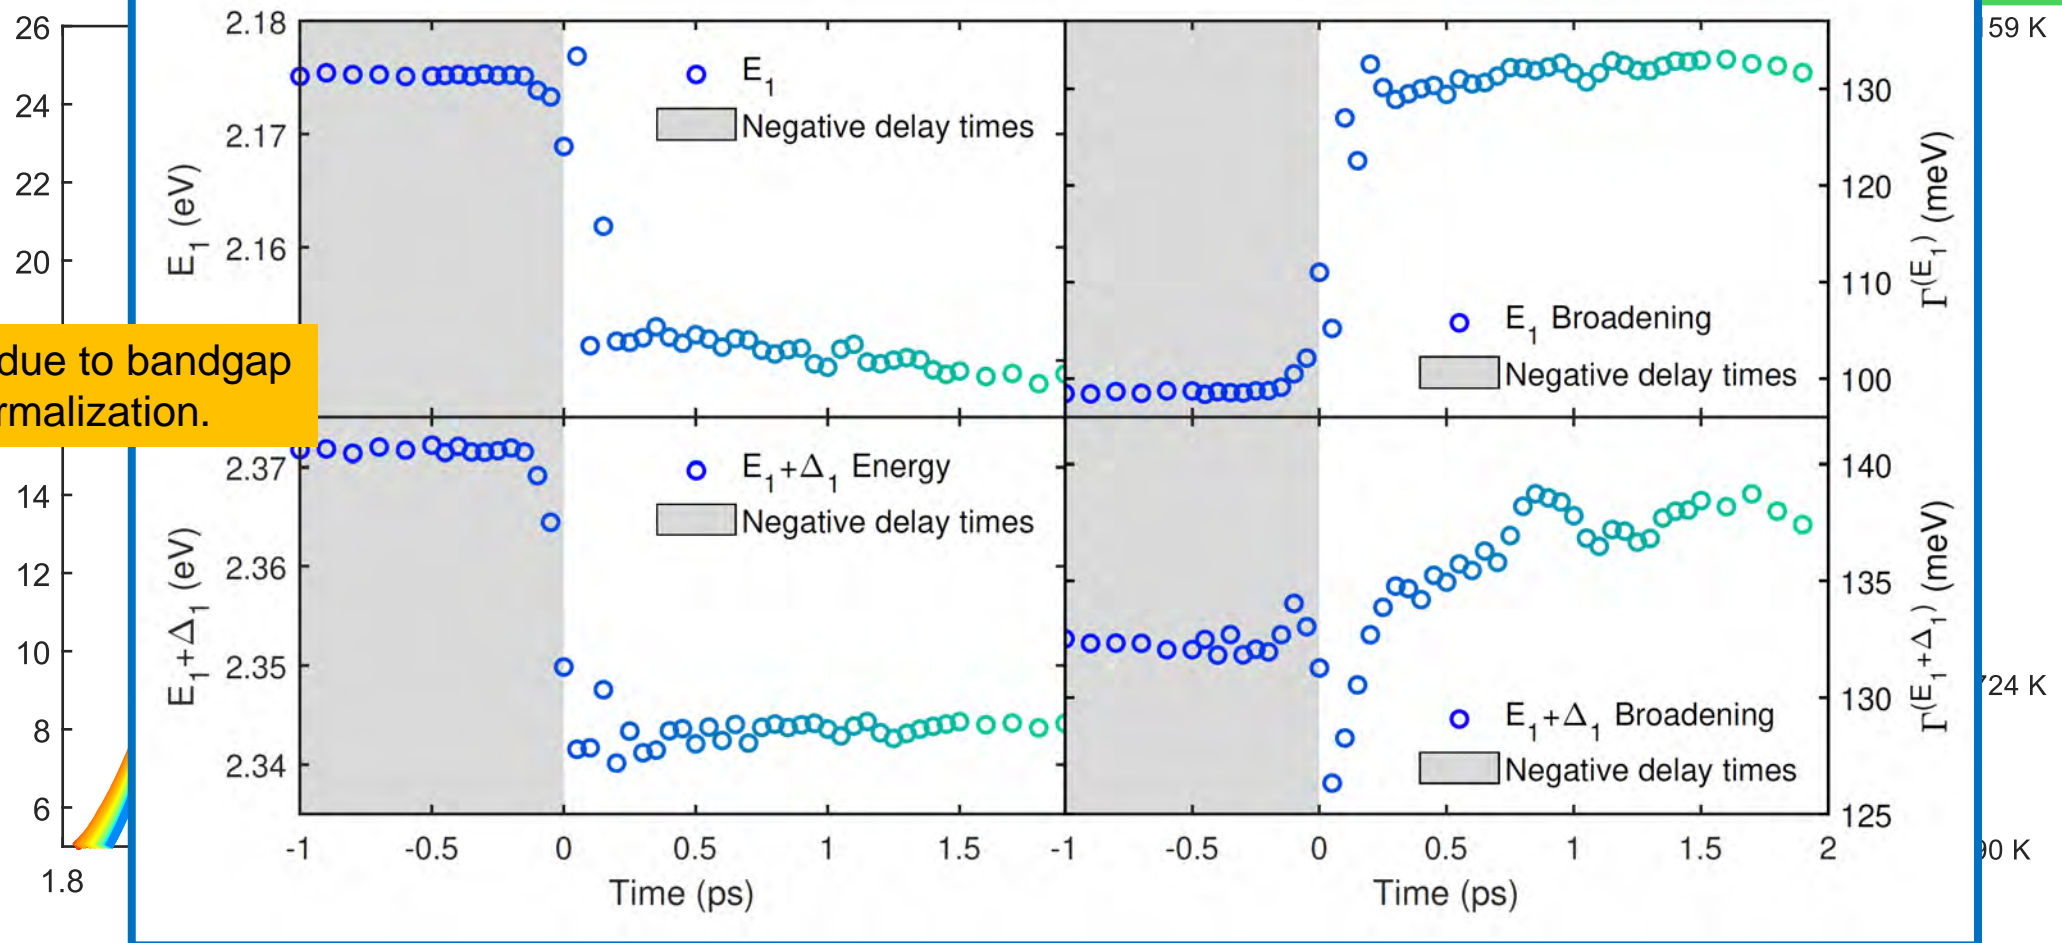 26
24
22
20
14
12
10
8
6
1.8
due to bandgap
rmalization.
2.18
2.17
2.16
E1 (eV)
E1
Negative delay times
130
120
110
100
Γ(E1) (meV)
E1 Broadening
Negative delay times
2.37
2.36
2.35
2.34
E1+Δ1 (eV)
E1+Δ1 Energy
Negative delay times
140
135
130
125
Γ(E1+Δ1) (meV)
E1+Δ1 Broadening
Negative delay times
-1 -0.5 0 0.5 1 1.5
-1 -0.5 0 0.5 1 1.5 2
Time (ps)
Time (ps)
59 K
724 K
90 K